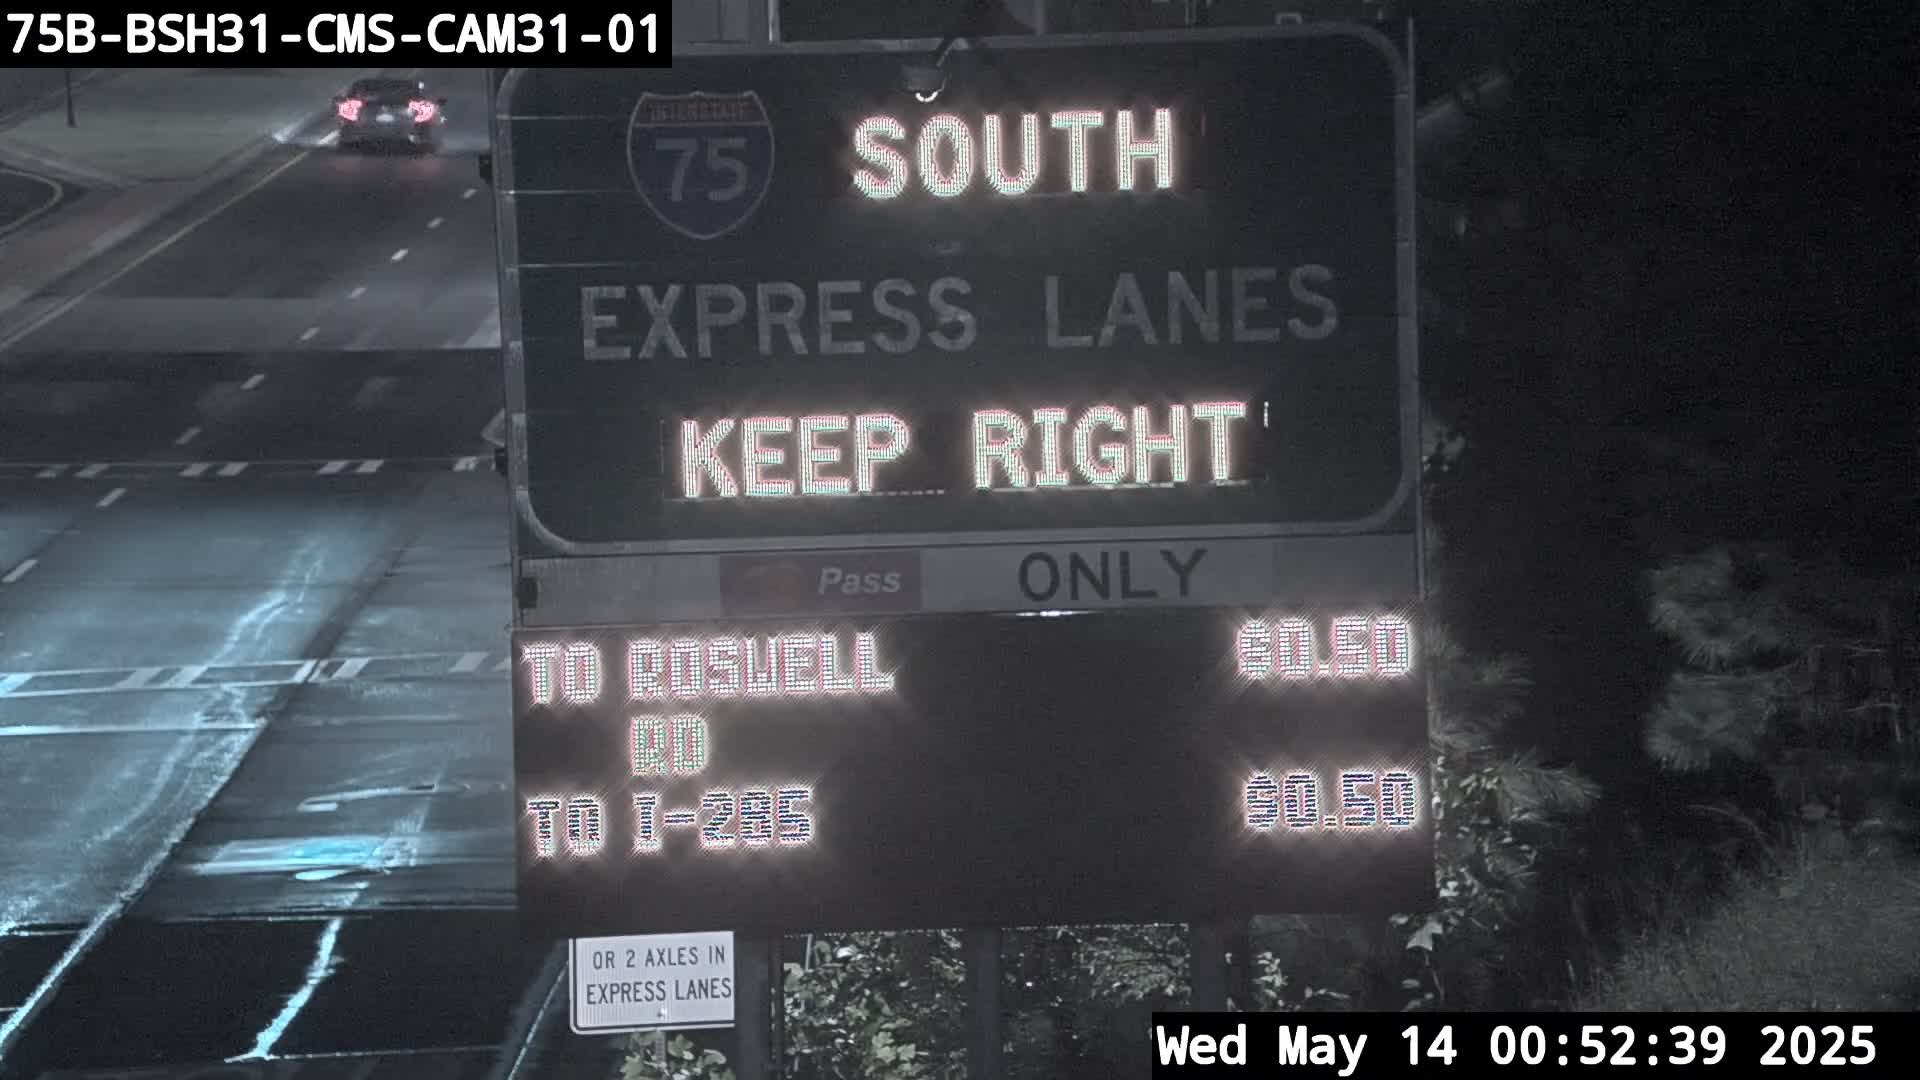 75B-BSH31-CMS-CAM31-01
INTERSTATE
75
SOUTH
EXPRESS LANES
KEEP RIGHT
Pass ONLY
TO ROSWELL $0.50
RD
TO I-285 $0.50
OR 2 AXLES IN
EXPRESS LANES
Wed May 14 00:52:39 2025